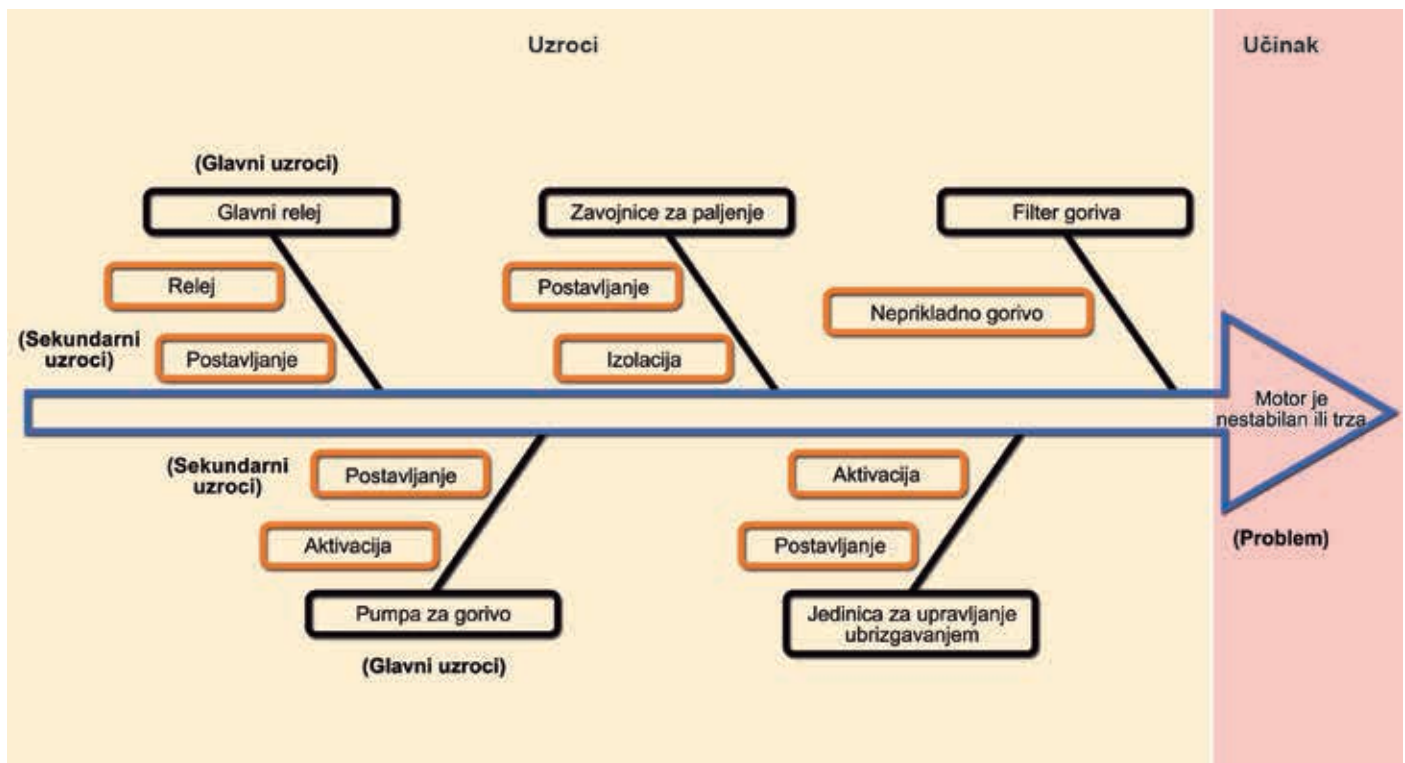 Uzroci
Učinak
(Glavni uzroci)
Glavni relej
Zavojnice za paljenje
Filter goriva
Relej
Postavljanje
Neprikladno gorivo
(Sekundarni
uzroci)
Postavljanje
Izolacija
Motor je
nestabilan ili trza
(Sekundarni
uzroci)
Postavljanje
Aktivacija
Aktivacija
Postavljanje
(Problem)
Pumpa za gorivo
Jedinica za upravljanje
ubrizgavanjem
(Glavni uzroci)